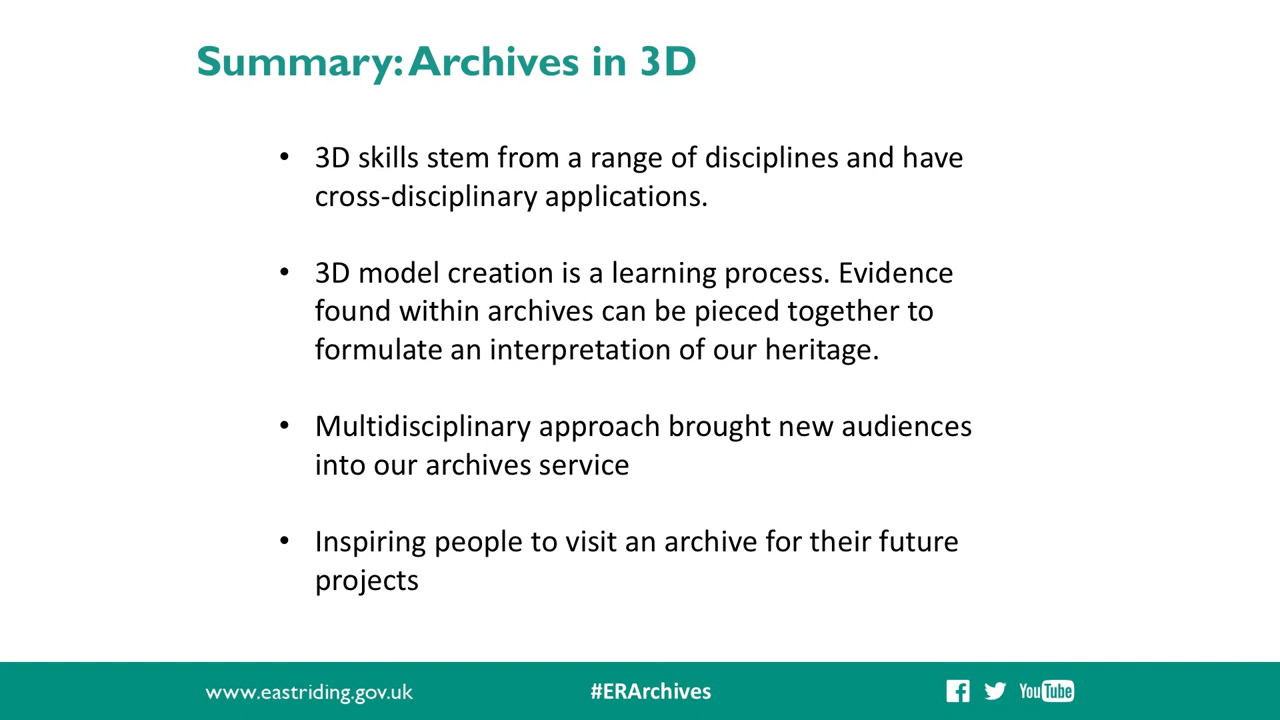 Summary: Archives in 3D
• 3D skills stem from a range of disciplines and have
cross-disciplinary applications.
• 3D model creation is a learning process. Evidence
found within archives can be pieced together to
formulate an interpretation of our heritage.
• Multidisciplinary approach brought new audiences
into our archives service
• Inspiring people to visit an archive for their future
projects
www.eastriding.gov.uk #ERArchives YouTube